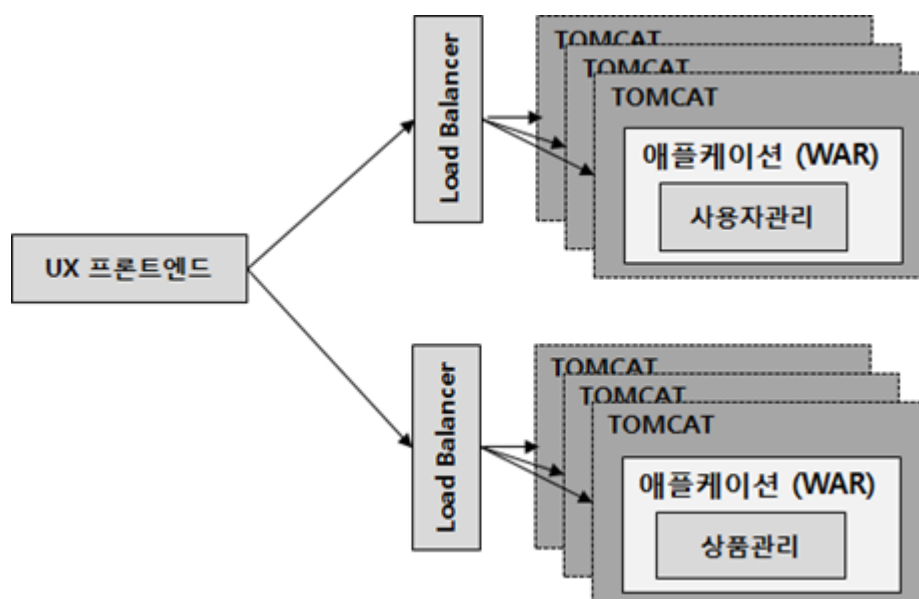 Load Balancer
TOMCAT
TOMCAT
TOMCAT
애플케이션 (WAR)
사용자관리
UX 프론트엔드
Load Balancer
TOMCAT
TOMCAT
TOMCAT
애플케이션 (WAR)
상품관리